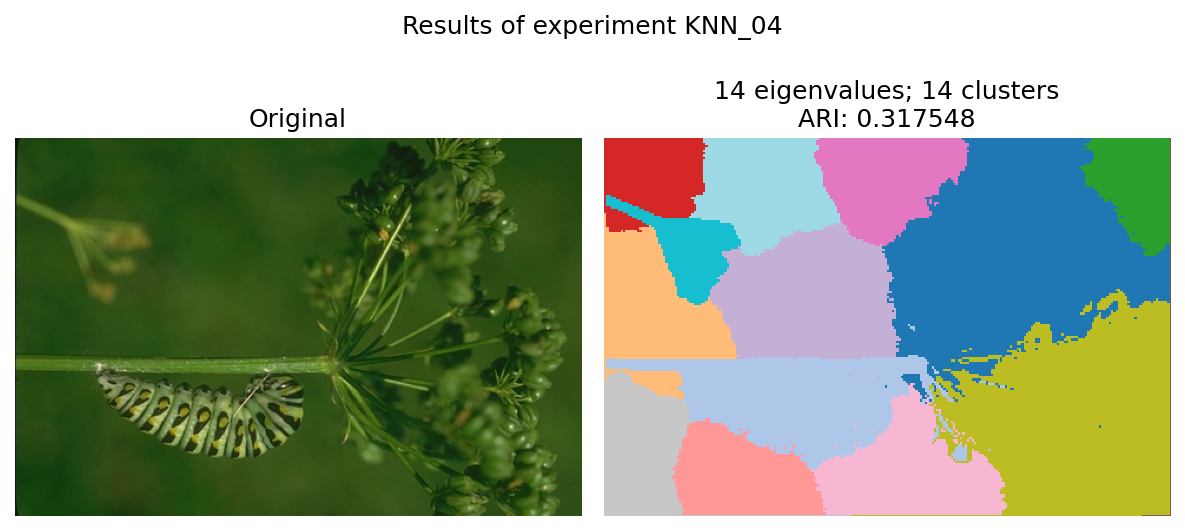 Results of experiment KNN_04
Original
14 eigenvalues; 14 clusters
ARI: 0.317548